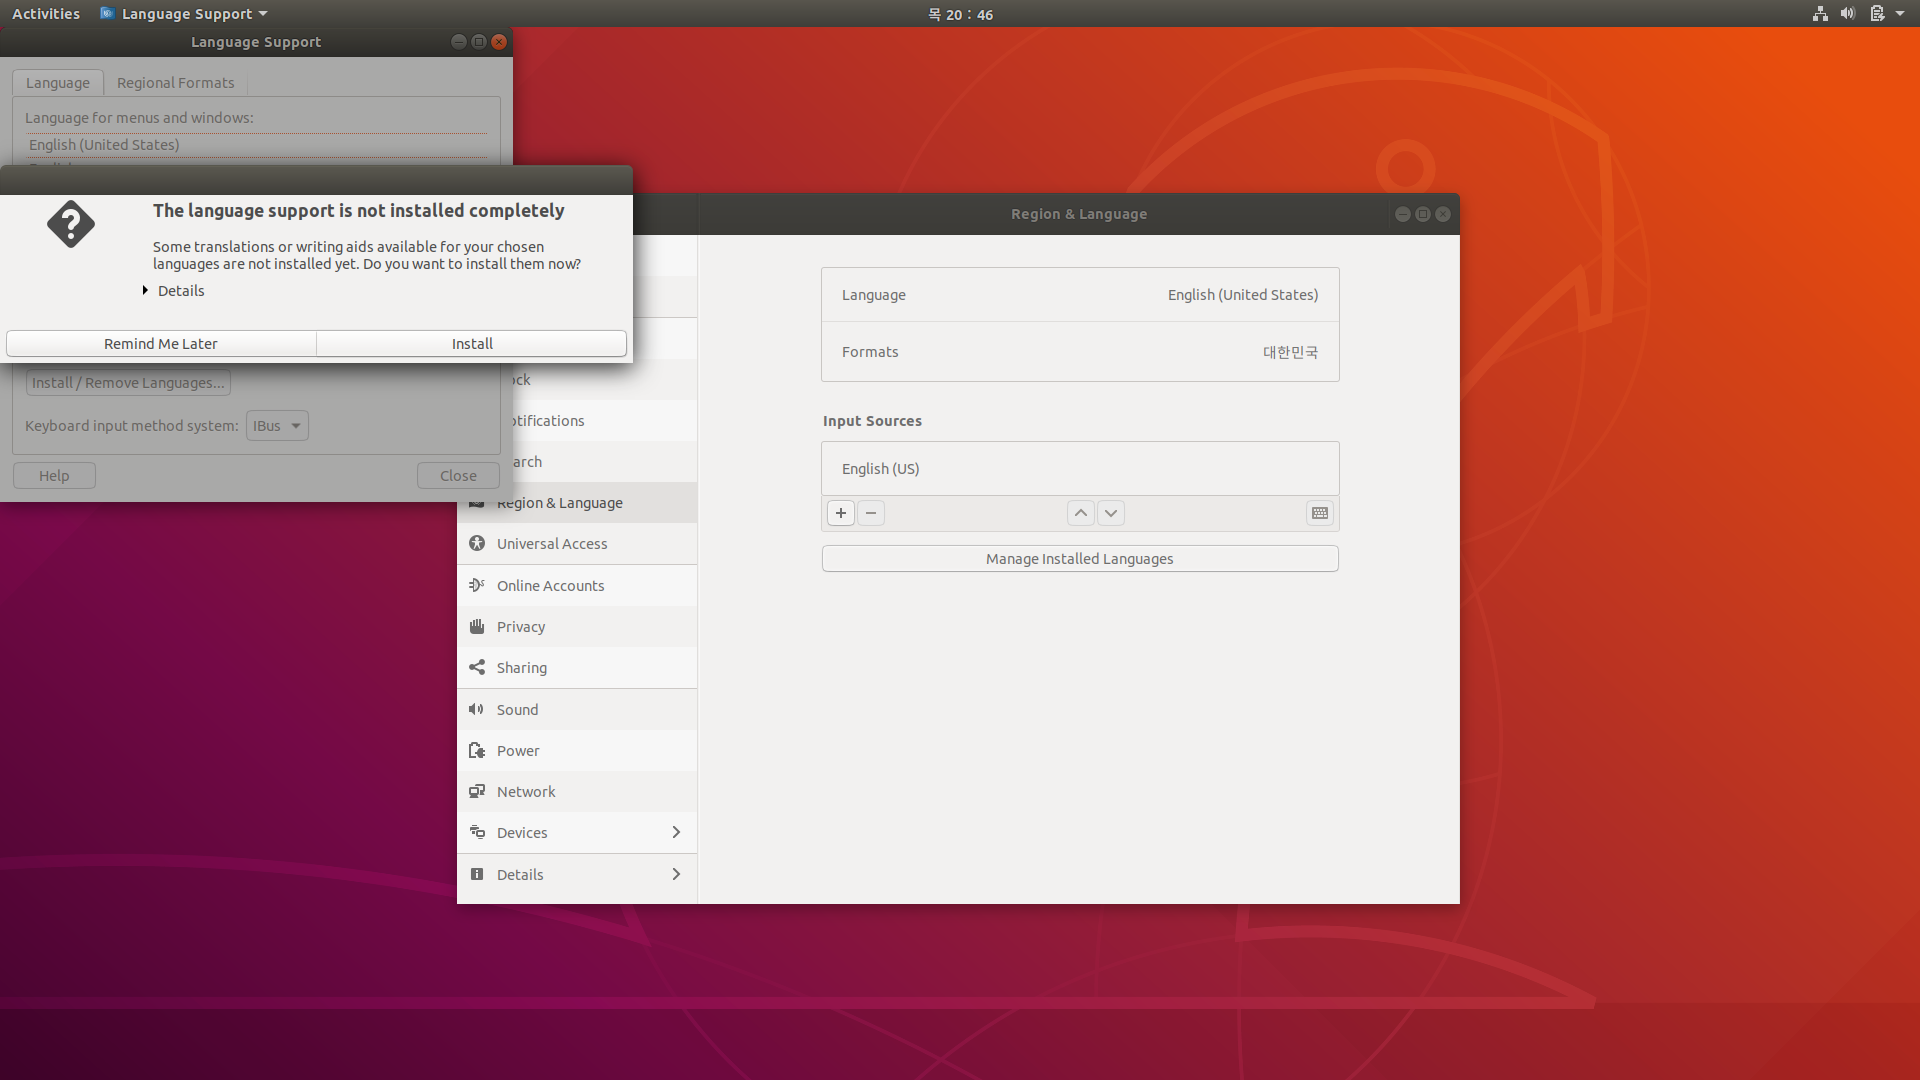 Activities
Language Support
목 20 : 46
Language Support
Language
Regional Formats
Language for menus and windows:
English (United States)
The language support is not installed completely
Some translations or writing aids available for your chosen
languages are not installed yet. Do you want to install them now?
Details
Remind Me Later
Install
Install / Remove Languages...
Keyboard input method system:
IBus
Help
Close
Region & Language
Region & Language
Universal Access
Online Accounts
Privacy
Sharing
Sound
Power
Network
Devices
Details
Language
English (United States)
Formats
대한민국
Input Sources
English (US)
Manage Installed Languages